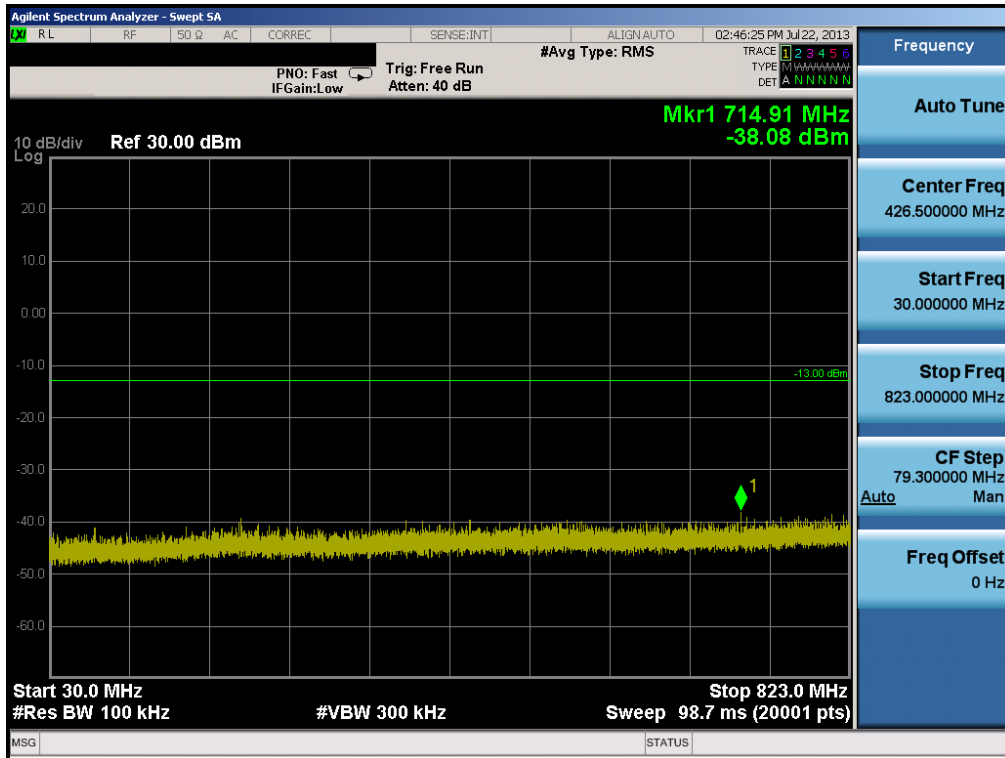 Agilent Spectrum Analyzer - Swept SA
LXI RL RF 50 Ω AC CORREC SENSE:INT ALIGN AUTO 02:46:25 PM Jul 22, 2013
Frequency
#Avg Type: RMS
TRACE 1 2 3 4 5 6
PNO: Fast
Trig: Free Run
TYPE M WWWWW
IFGain:Low
Atten: 40 dB
DET A N N N N N
Auto Tune
Mkr1 714.91 MHz
-38.08 dBm
10 dB/div Ref 30.00 dBm
Log
20.0
10.0
0.00
-10.0
-13.00 dBm
-20.0
-30.0
1
-40.0
-50.0
-60.0
Center Freq
426.500000 MHz
Start Freq
30.000000 MHz
Stop Freq
823.000000 MHz
CF Step
79.300000 MHz
Auto Man
Freq Offset
0 Hz
Start 30.0 MHz Stop 823.0 MHz
#Res BW 100 kHz #VBW 300 kHz Sweep 98.7 ms (20001 pts)
MSG STATUS